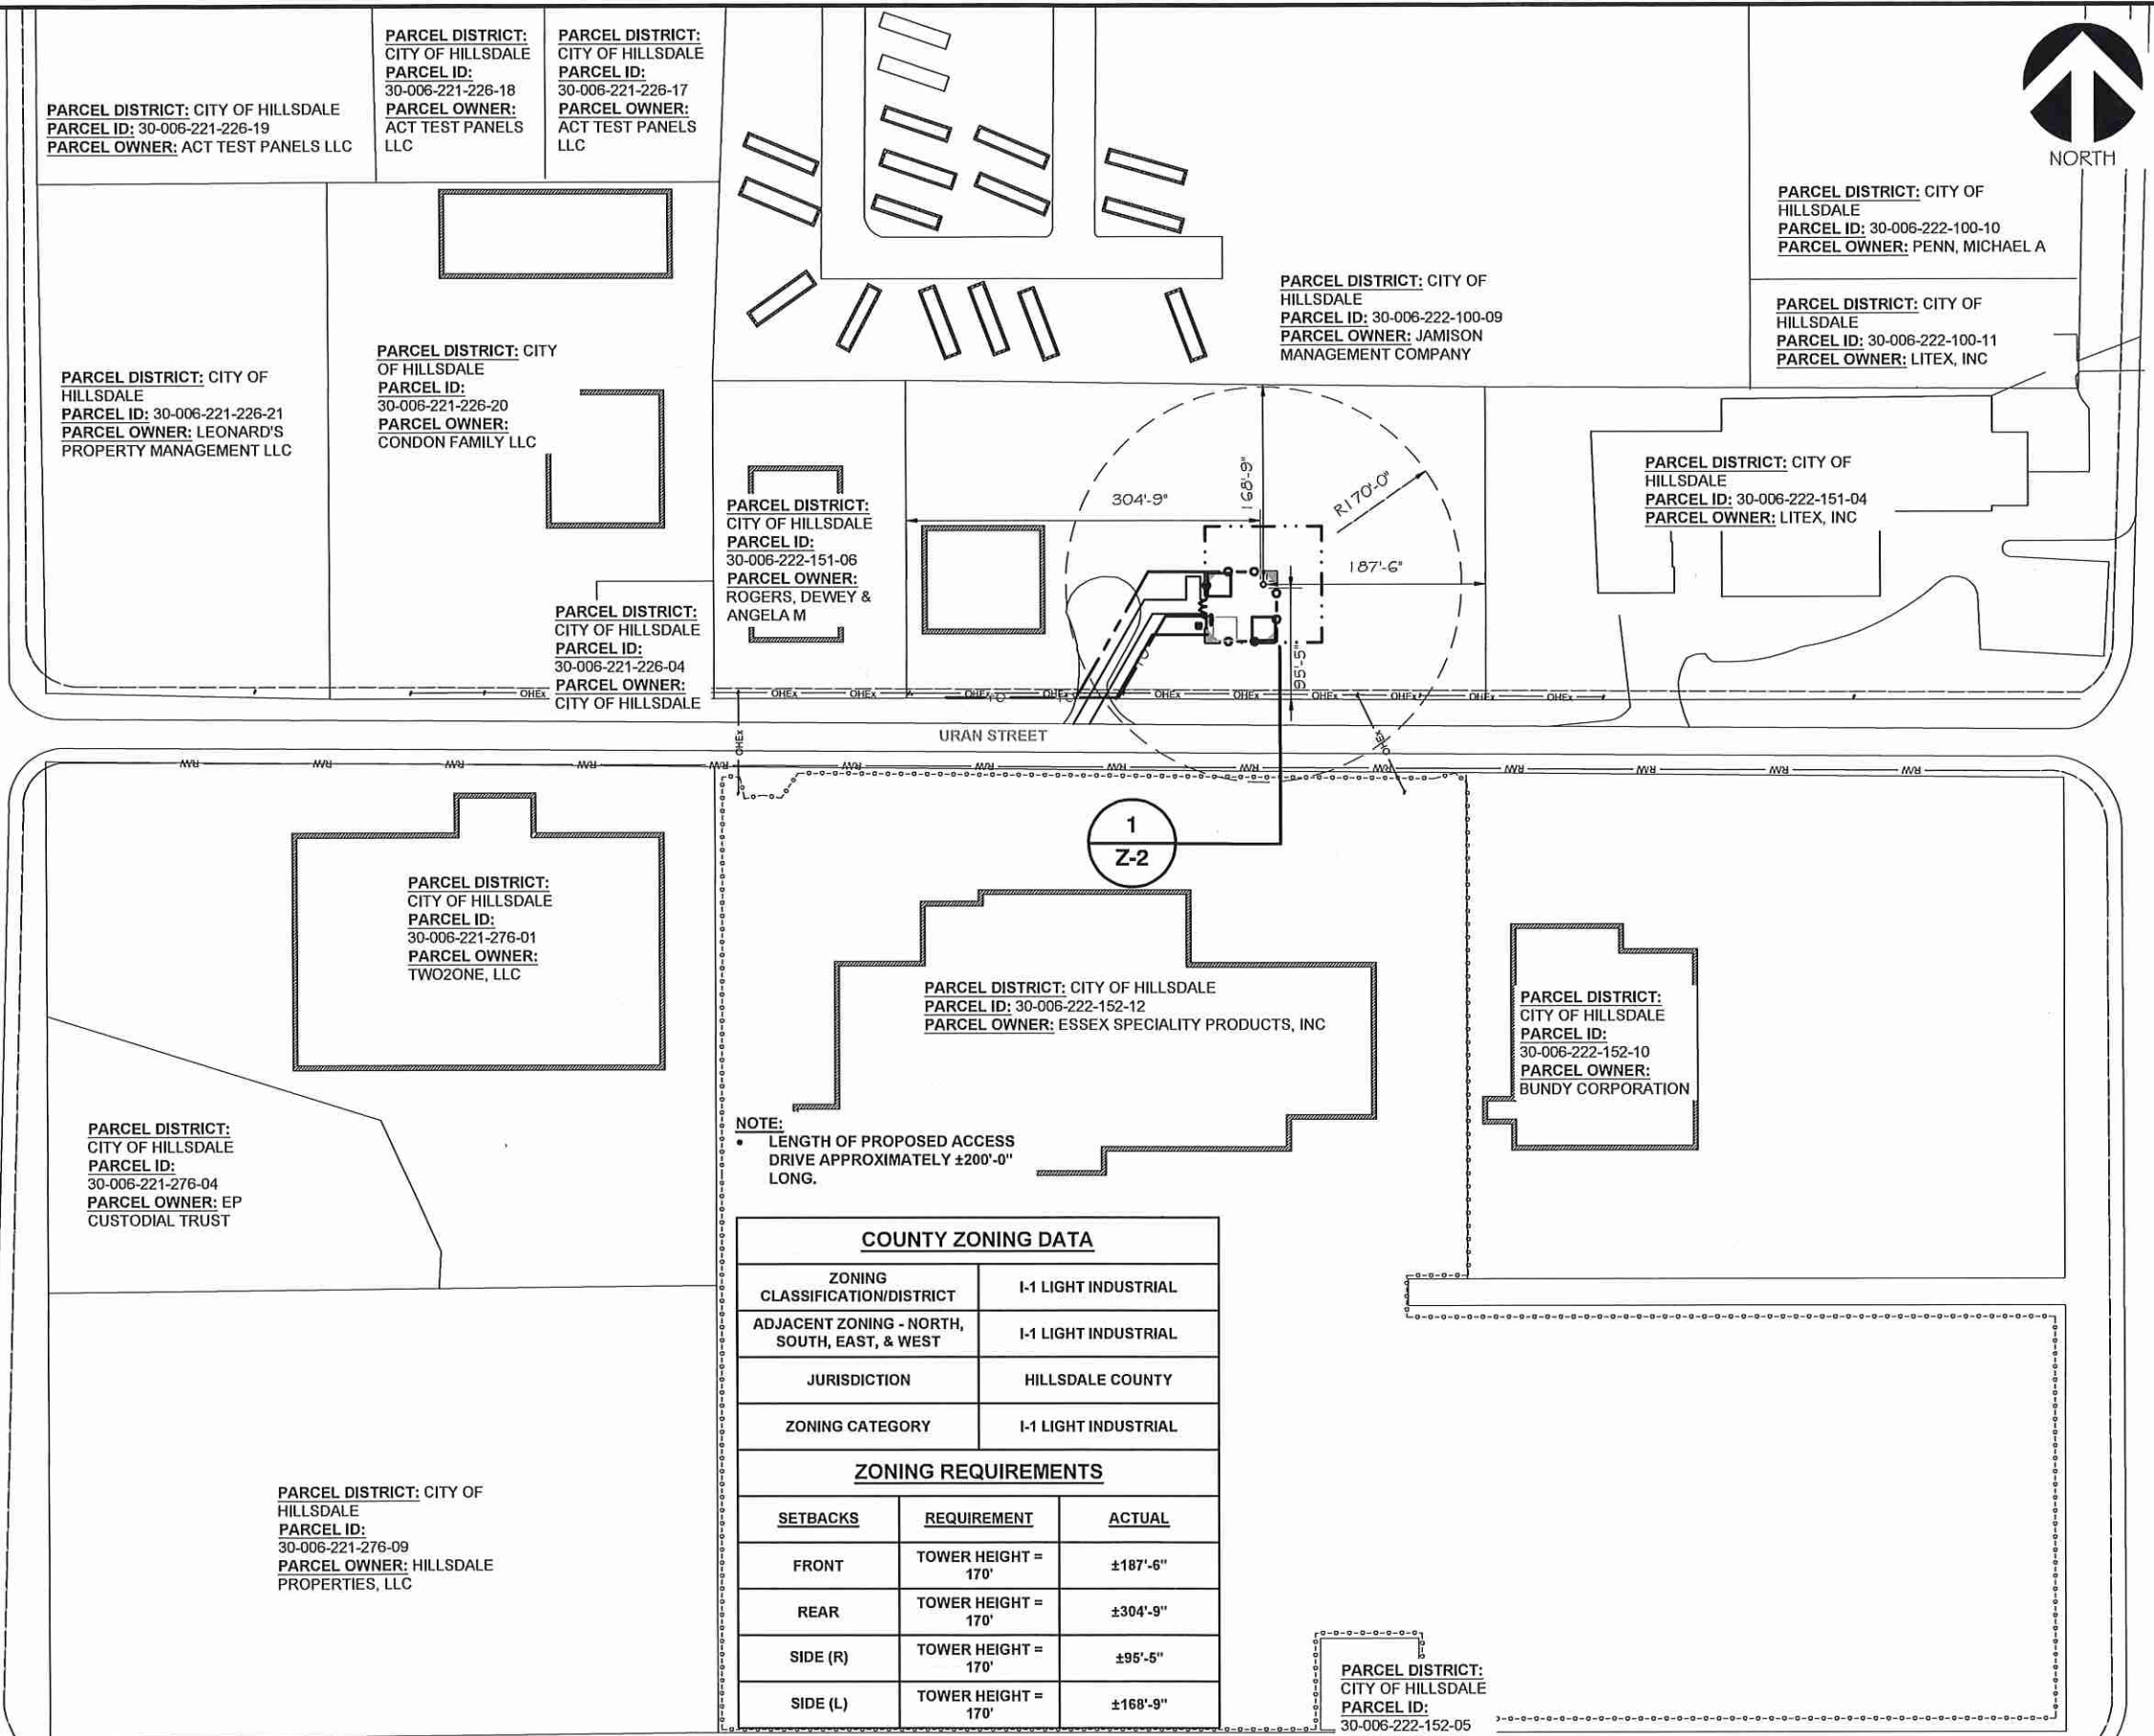 PARCEL DISTRICT: CITY OF HILLSDALE
PARCEL ID: 30-006-221-226-19
PARCEL OWNER: ACT TEST PANELS LLC
PARCEL DISTRICT:
CITY OF HILLSDALE
PARCEL ID:
30-006-221-226-18
PARCEL OWNER:
ACT TEST PANELS
LLC
PARCEL DISTRICT:
CITY OF HILLSDALE
PARCEL ID:
30-006-221-226-17
PARCEL OWNER:
ACT TEST PANELS
LLC
NORTH
PARCEL DISTRICT: CITY OF
HILLSDALE
PARCEL ID: 30-006-222-100-10
PARCEL OWNER: PENN, MICHAEL A
PARCEL DISTRICT: CITY OF
HILLSDALE
PARCEL ID: 30-006-222-100-09
PARCEL OWNER: JAMISON
MANAGEMENT COMPANY
PARCEL DISTRICT: CITY OF
HILLSDALE
PARCEL ID: 30-006-222-100-11
PARCEL OWNER: LITEX, INC
PARCEL DISTRICT: CITY OF
HILLSDALE
PARCEL ID: 30-006-221-226-21
PARCEL OWNER: LEONARD'S
PROPERTY MANAGEMENT LLC
PARCEL DISTRICT: CITY
OF HILLSDALE
PARCEL ID:
30-006-221-226-20
PARCEL OWNER:
CONDON FAMILY LLC
PARCEL DISTRICT:
CITY OF HILLSDALE
PARCEL ID:
30-006-222-151-06
PARCEL OWNER:
ROGERS, DEWEY &
ANGELA M
304'-9"
168'-9"
R170'-0"
187'-6"
95'-5"
PARCEL DISTRICT: CITY OF
HILLSDALE
PARCEL ID: 30-006-222-151-04
PARCEL OWNER: LITEX, INC
PARCEL DISTRICT:
CITY OF HILLSDALE
PARCEL ID:
30-006-221-226-04
PARCEL OWNER:
CITY OF HILLSDALE
OHEx OHEx OHEx OHEx OHEx OHEx OHEx OHEx OHEx OHEx OHEx
URAN STREET
OHEx
OHEx
R/W R/W R/W R/W R/W R/W R/W R/W R/W R/W R/W R/W R/W R/W
1
Z-2
PARCEL DISTRICT:
CITY OF HILLSDALE
PARCEL ID:
30-006-221-276-01
PARCEL OWNER:
TWO2ONE, LLC
PARCEL DISTRICT: CITY OF HILLSDALE
PARCEL ID: 30-006-222-152-12
PARCEL OWNER: ESSEX SPECIALITY PRODUCTS, INC
PARCEL DISTRICT:
CITY OF HILLSDALE
PARCEL ID:
30-006-222-152-10
PARCEL OWNER:
BUNDY CORPORATION
PARCEL DISTRICT:
CITY OF HILLSDALE
PARCEL ID:
30-006-221-276-04
PARCEL OWNER: EP
CUSTODIAL TRUST
NOTE:
• LENGTH OF PROPOSED ACCESS
DRIVE APPROXIMATELY ±200'-0"
LONG.
COUNTY ZONING DATA
ZONING
CLASSIFICATION/DISTRICT
I-1 LIGHT INDUSTRIAL
ADJACENT ZONING - NORTH,
SOUTH, EAST, & WEST
I-1 LIGHT INDUSTRIAL
JURISDICTION
HILLSDALE COUNTY
ZONING CATEGORY
I-1 LIGHT INDUSTRIAL
ZONING REQUIREMENTS
SETBACKS
REQUIREMENT
ACTUAL
FRONT
TOWER HEIGHT =
170'
±187'-6"
REAR
TOWER HEIGHT =
170'
±304'-9"
SIDE (R)
TOWER HEIGHT =
170'
±95'-5"
SIDE (L)
TOWER HEIGHT =
170'
±168'-9"
PARCEL DISTRICT: CITY OF
HILLSDALE
PARCEL ID:
30-006-221-276-09
PARCEL OWNER: HILLSDALE
PROPERTIES, LLC
PARCEL DISTRICT:
CITY OF HILLSDALE
PARCEL ID:
30-006-222-152-05